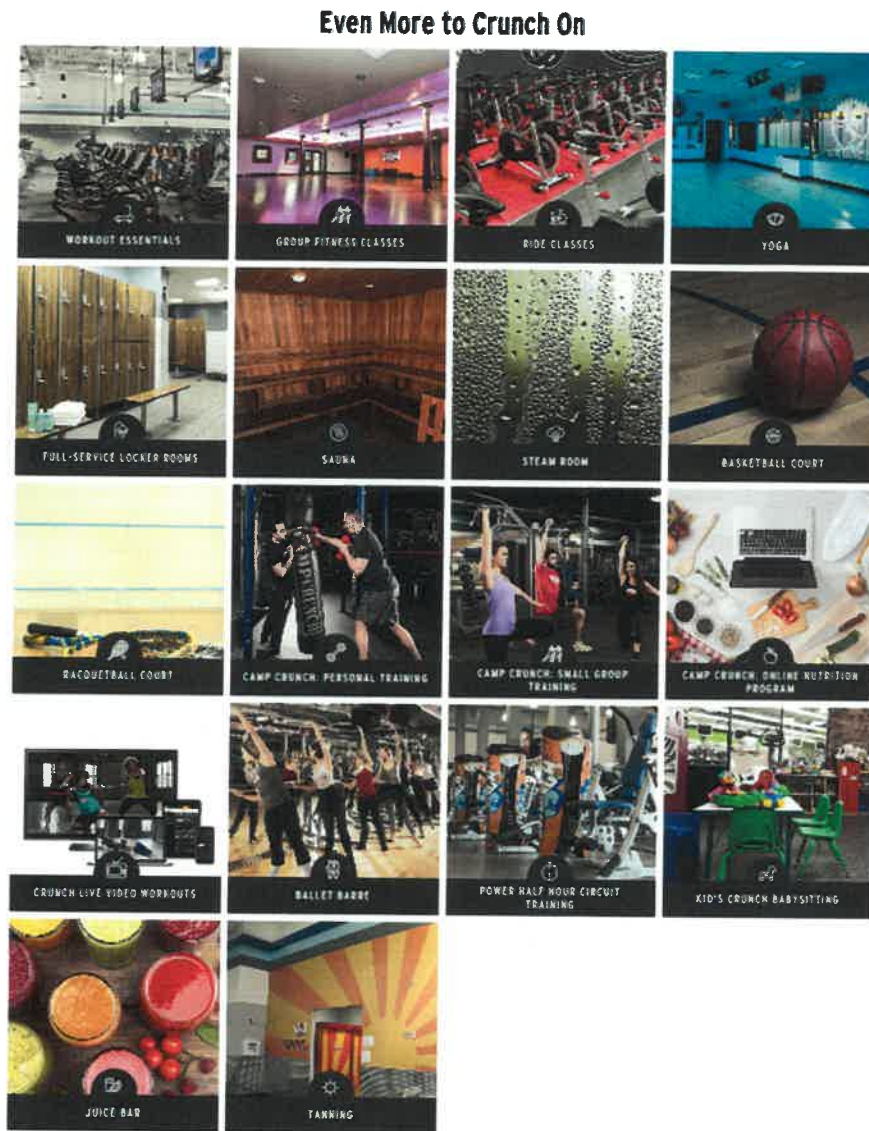 Even More to Crunch On
WORKOUT ESSENTIALS
GROUP FITNESS CLASSES
RIDE CLASSES
YOGA
FULL-SERVICE LOCKER ROOMS
SAUNA
STEAM ROOM
BASKETBALL COURT
RACQUETBALL COURT
CAMP CRUNCH: PERSONAL TRAINING
CAMP CRUNCH: SMALL GROUP
TRAINING
CAMP CRUNCH: ONLINE NUTRITION
PROGRAM
CRUNCH LIVE VIDEO WORKOUTS
BALLET BARRE
POWER HALF HOUR CIRCUIT
TRAINING
KID'S CRUNCH BABYSITTING
JUICE BAR
TANNING